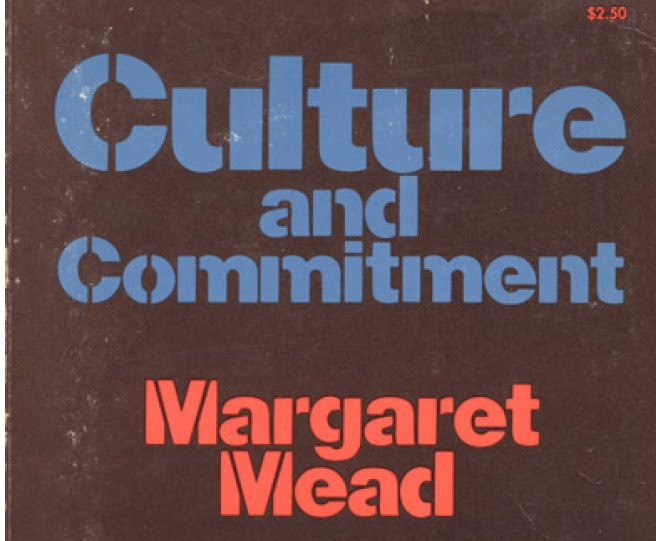 $2.50
Culture
and
Commitment
Margaret
Mead